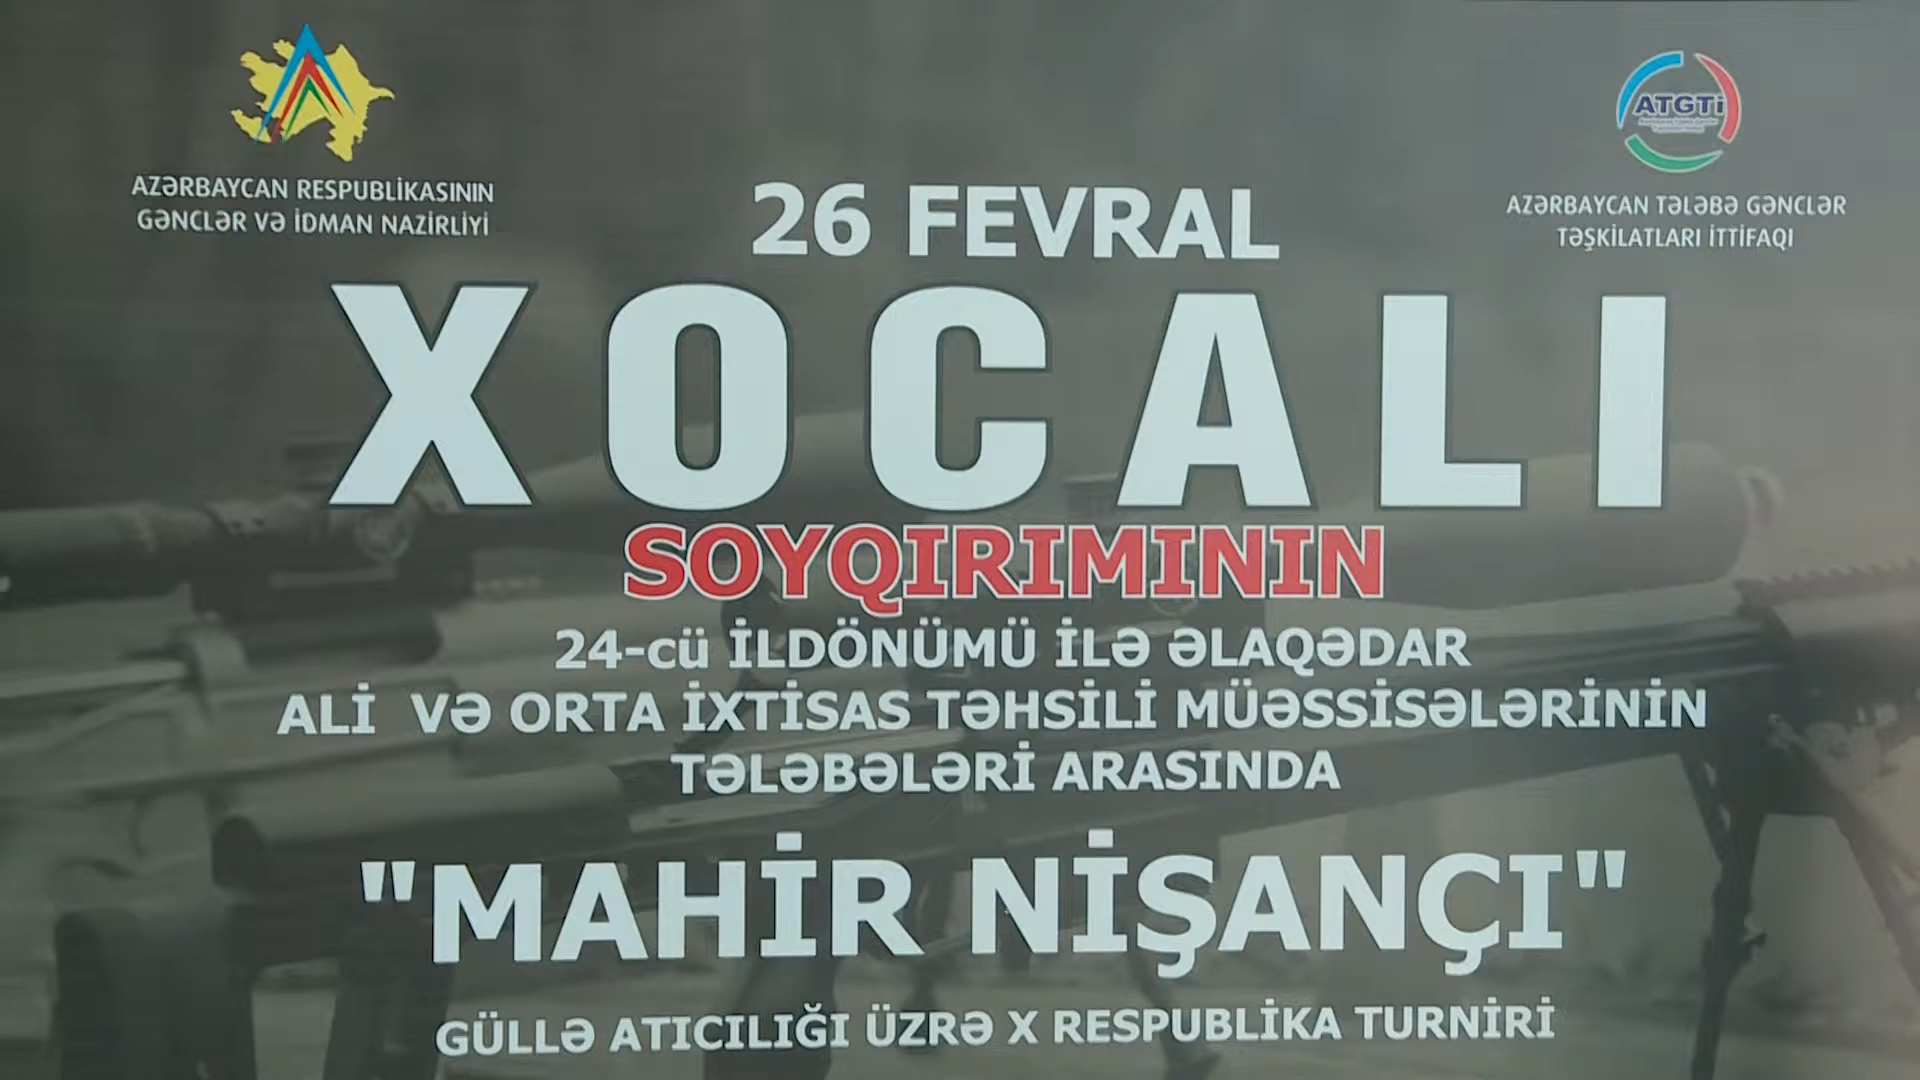 AZƏRBAYCAN RESPUBLİKASININ
GƏNCLƏR VƏ İDMAN NAZİRLİYİ
ATGTi
AZƏRBAYCAN TƏLƏBƏ GƏNCLƏR
TƏŞKİLATLARI İTTİFAQI
26 FEVRAL
XOCALI
SOYQIRIMININ
24-cü İLDÖNÜMÜ İLƏ ƏLAQƏDAR
ALİ VƏ ORTA İXTİSAS TƏHSİLİ MÜƏSSİSƏLƏRİNİN
TƏLƏBƏLƏRİ ARASINDA
"MAHİR NİŞANÇI"
GÜLLƏ ATICILIĞI ÜZRƏ X RESPUBLİKA TURNİRİ